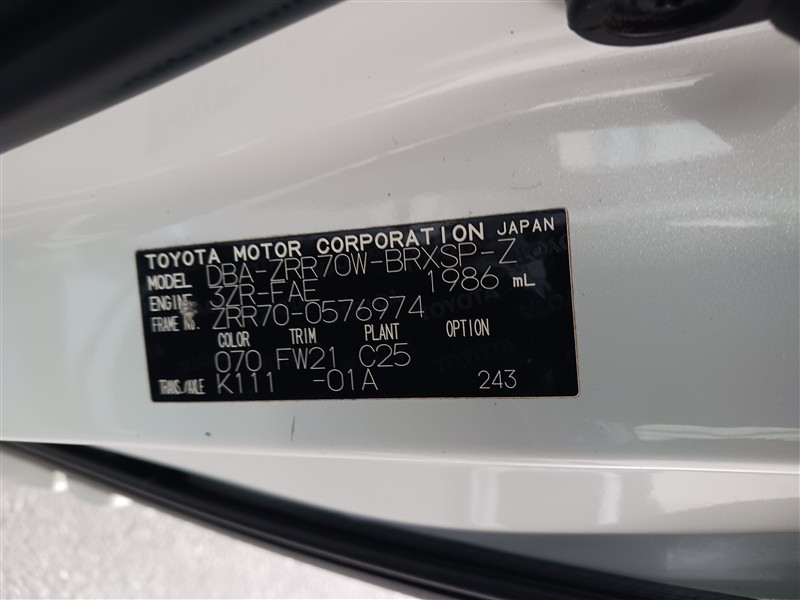 TOYOTA MOTOR CORPORATION JAPAN
MODEL DBA-ZRR70W-BRXSP-Z
ENGINE 3ZR-FAE 1986 mL
FRAME No. ZRR70-0576974
COLOR TRIM PLANT OPTION
070 FW21 C25
TRANS./AXLE K111 -01A 243